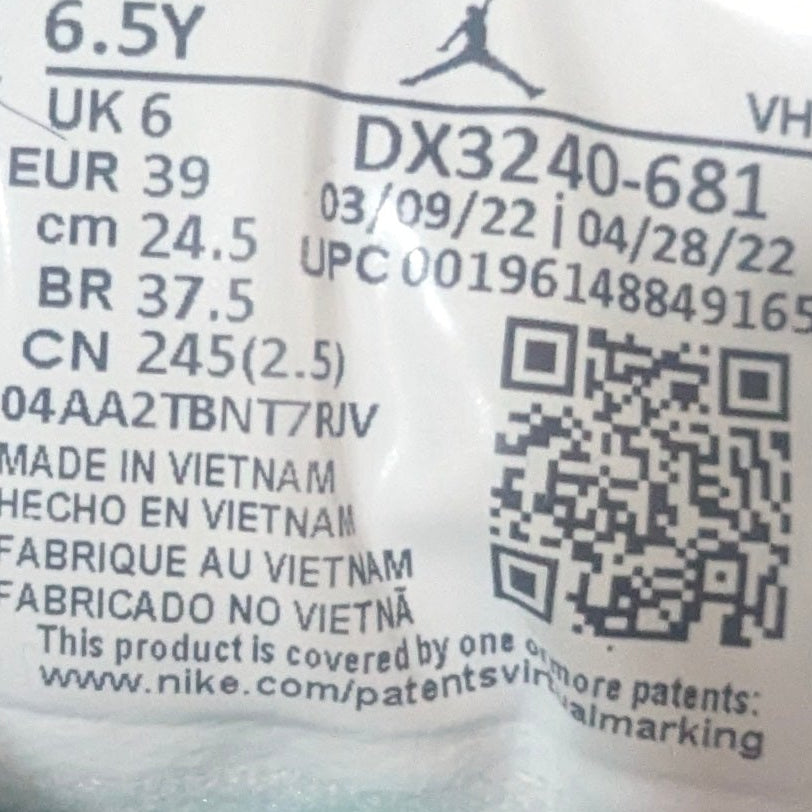 6.5Y
UK 6
EUR 39
cm 24.5
BR 37.5
CN 245(2.5)
VH
DX3240-681
03/09/22 | 04/28/22
UPC 00196148849165
04AA2TBNT7RJV
MADE IN VIETNAM
HECHO EN VIETNAM
FABRIQUE AU VIETNAM
FABRICADO NO VIETNÃ
This product is covered by one or more patents:
www.nike.com/patentsvirtualmarking